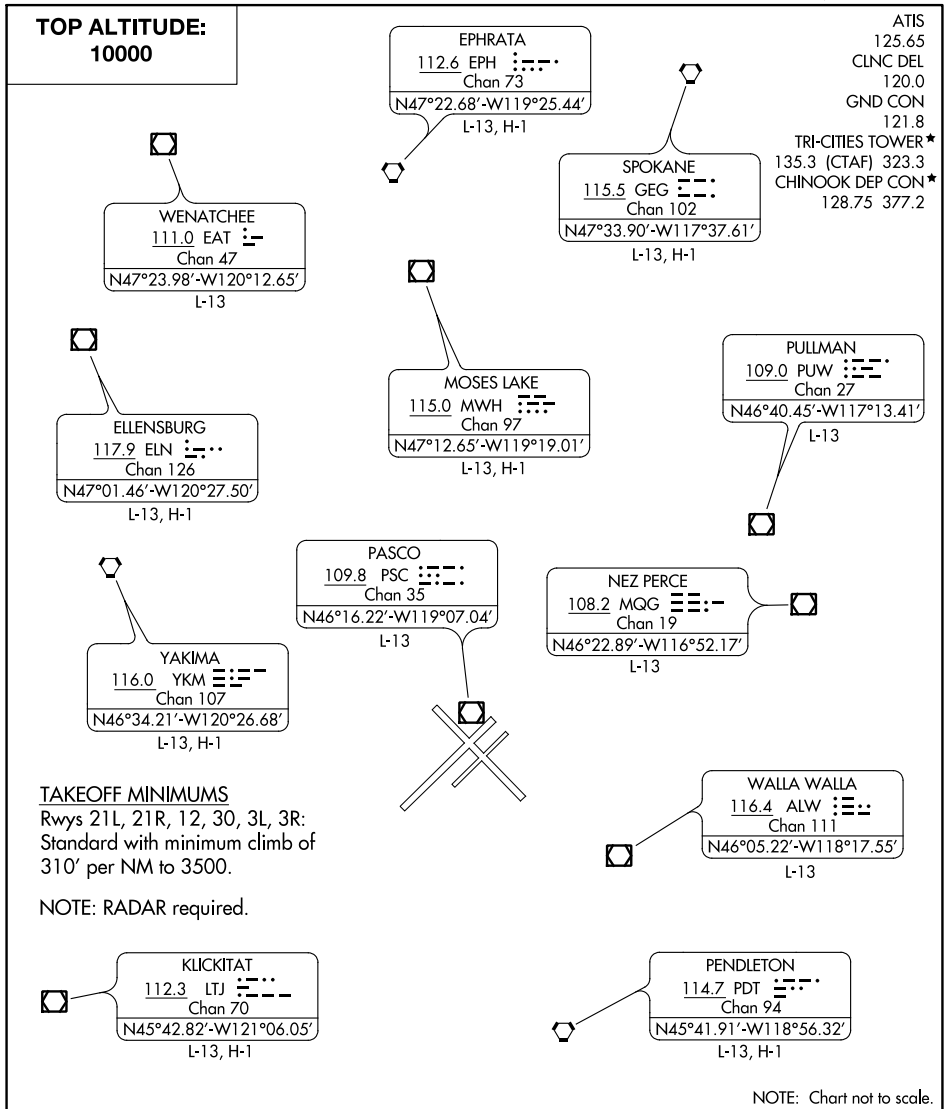 TOP ALTITUDE:
10000
ATIS
125.65
CLNC DEL
120.0
GND CON
121.8
TRI-CITIES TOWER★
135.3 (CTAF) 323.3
CHINOOK DEP CON★
128.75 377.2
EPHRATA
112.6 EPH
Chan 73
N47°22.68'-W119°25.44'
L-13, H-1
SPOKANE
115.5 GEG
Chan 102
N47°33.90'-W117°37.61'
L-13, H-1
WENATCHEE
111.0 EAT
Chan 47
N47°23.98'-W120°12.65'
L-13
MOSES LAKE
115.0 MWH
Chan 97
N47°12.65'-W119°19.01'
L-13, H-1
PULLMAN
109.0 PUW
Chan 27
N46°40.45'-W117°13.41'
L-13
ELLENSBURG
117.9 ELN
Chan 126
N47°01.46'-W120°27.50'
L-13, H-1
PASCO
109.8 PSC
Chan 35
N46°16.22'-W119°07.04'
L-13
NEZ PERCE
108.2 MQG
Chan 19
N46°22.89'-W116°52.17'
L-13
YAKIMA
116.0 YKM
Chan 107
N46°34.21'-W120°26.68'
L-13, H-1
TAKEOFF MINIMUMS
Rwys 21L, 21R, 12, 30, 3L, 3R:
Standard with minimum climb of
310' per NM to 3500.
NOTE: RADAR required.
WALLA WALLA
116.4 ALW
Chan 111
N46°05.22'-W118°17.55'
L-13
KLICKITAT
112.3 LTJ
Chan 70
N45°42.82'-W121°06.05'
L-13, H-1
PENDLETON
114.7 PDT
Chan 94
N45°41.91'-W118°56.32'
L-13, H-1
NOTE: Chart not to scale.